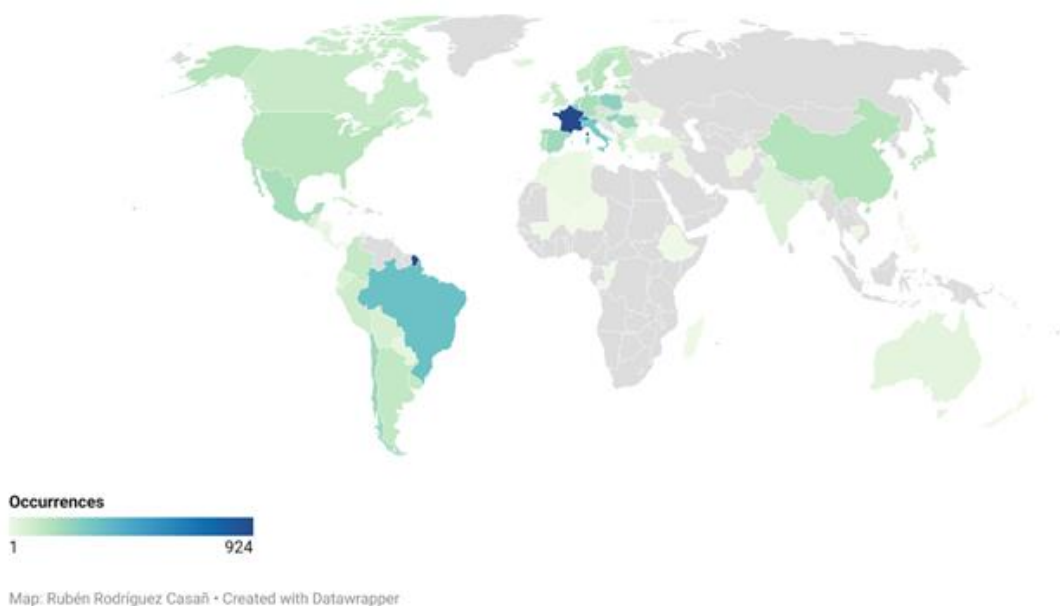 Occurrences
1 924
Map: Rubén Rodríguez Casañ • Created with Datawrapper